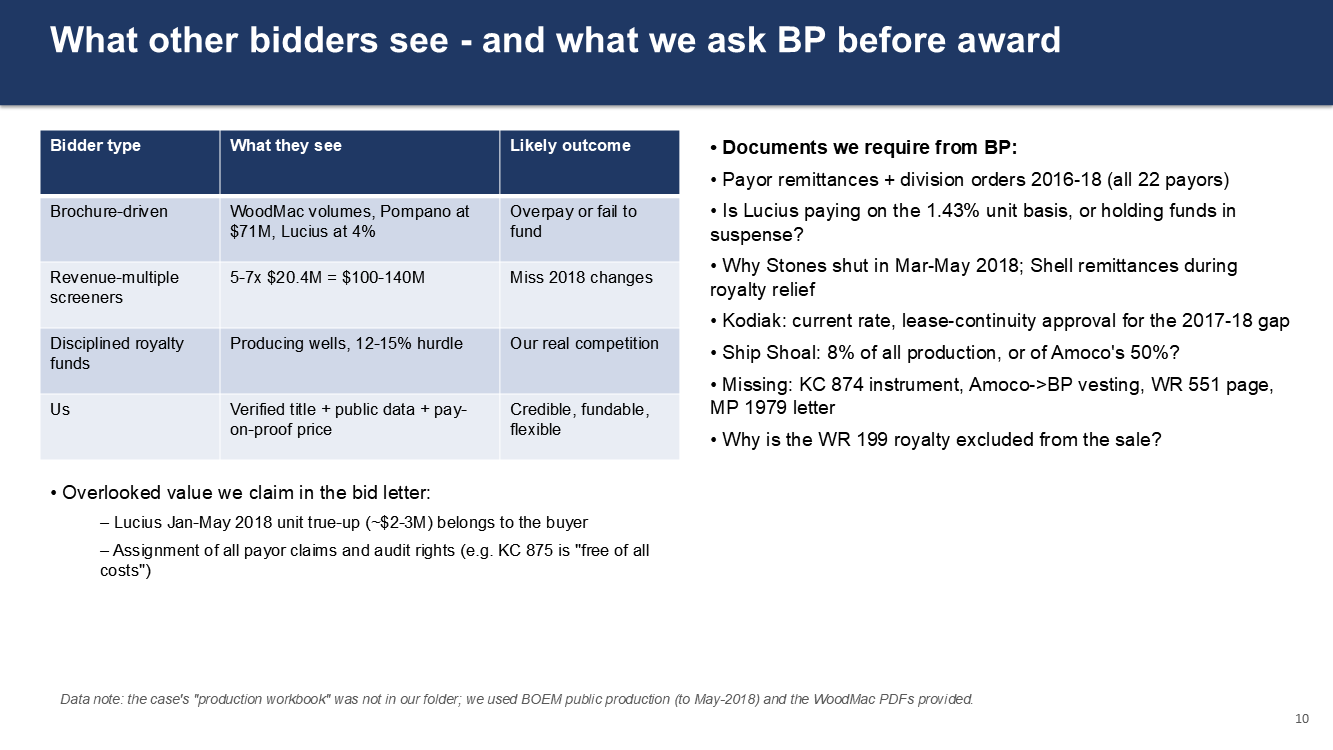 What other bidders see - and what we ask BP before award
Bidder type
What they see
Likely outcome
Brochure-driven
WoodMac volumes, Pompano at
$71M, Lucius at 4%
Overpay or fail to
fund
Revenue-multiple
screeners
5-7x $20.4M = $100-140M
Miss 2018 changes
Disciplined royalty
funds
Producing wells, 12-15% hurdle
Our real competition
Us
Verified title + public data + pay-
on-proof price
Credible, fundable,
flexible
• Overlooked value we claim in the bid letter:
– Lucius Jan-May 2018 unit true-up (~$2-3M) belongs to the buyer
– Assignment of all payor claims and audit rights (e.g. KC 875 is "free of all
costs")
• Documents we require from BP:
• Payor remittances + division orders 2016-18 (all 22 payors)
• Is Lucius paying on the 1.43% unit basis, or holding funds in
suspense?
• Why Stones shut in Mar-May 2018; Shell remittances during
royalty relief
• Kodiak: current rate, lease-continuity approval for the 2017-18 gap
• Ship Shoal: 8% of all production, or of Amoco's 50%?
• Missing: KC 874 instrument, Amoco->BP vesting, WR 551 page,
MP 1979 letter
• Why is the WR 199 royalty excluded from the sale?
Data note: the case's "production workbook" was not in our folder; we used BOEM public production (to May-2018) and the WoodMac PDFs provided.
10